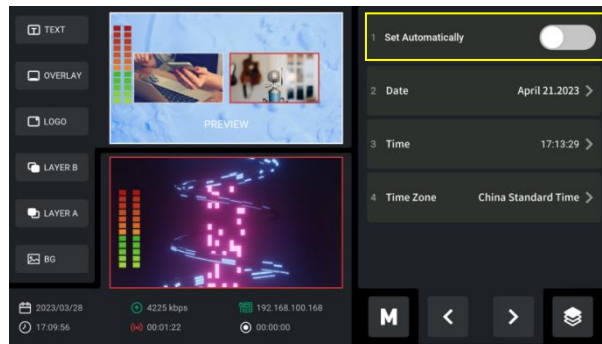 TEXT
OVERLAY
LOGO
LAYER B
LAYER A
BG
PREVIEW
2023/03/28
4225 kbps
192.168.100.168
17:09:56
00:01:22
00:00:00
1 Set Automatically
2 Date April 21.2023
3 Time 17:13:29
4 Time Zone China Standard Time
M